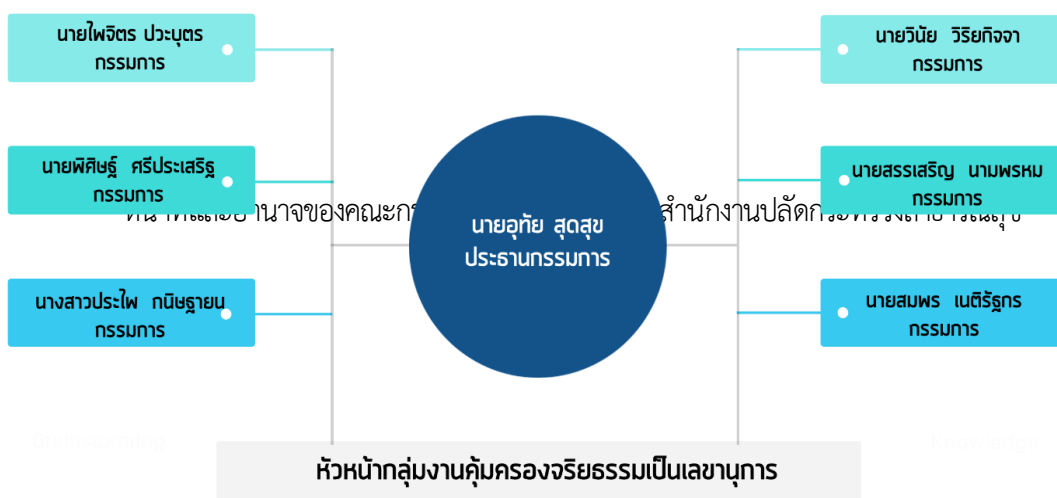 นายไพจิตร ปวะบุตร
กรรมการ
นายวินัย วิริยกิจจา
กรรมการ
นายพิศิษฐ์ ศรีประเสริฐ
กรรมการ
นายสรรเสริญ นามพรหม
กรรมการ
ของคณะ
สำนักงานปลัด
นายอุทัย สุดสุข
ประธานกรรมการ
นางสาวประไพ กนิษฐายน
กรรมการ
นายสมพร เนติรัฐกร
กรรมการ
หัวหน้ากลุ่มงานคุ้มครองจริยธรรมเป็นเลขานุการ